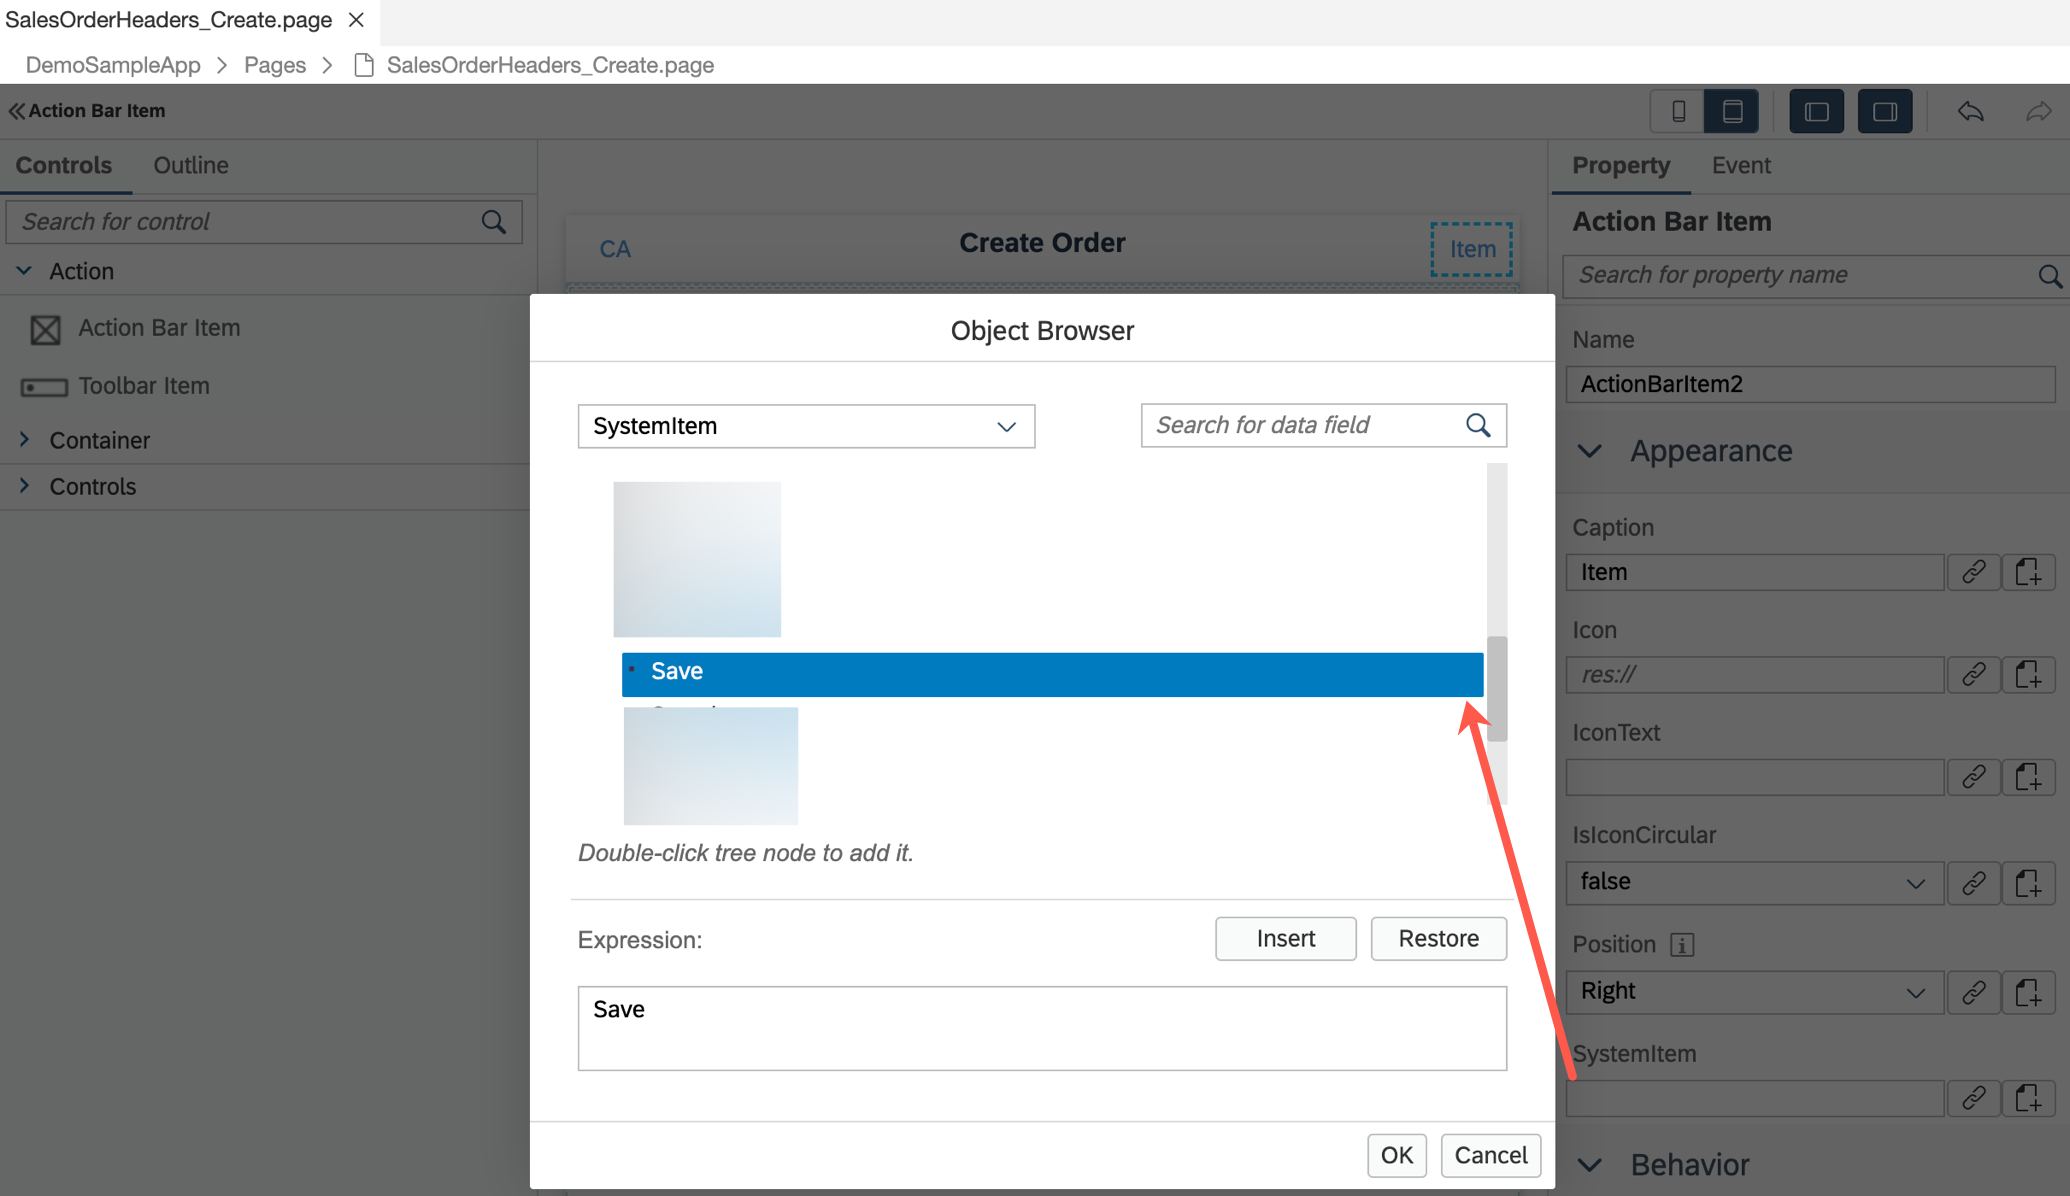 SalesOrderHeaders_Create.page
DemoSampleApp > Pages > SalesOrderHeaders_Create.page
Action Bar Item
Controls
Outline
Search for control
Action
Action Bar Item
Toolbar Item
Container
Controls
CA
Create Order
Item
Object Browser
SystemItem
Search for data field
Save
Double-click tree node to add it.
Expression:
Insert
Restore
Save
OK
Cancel
Property
Event
Action Bar Item
Search for property name
Name
ActionBarItem2
Appearance
Caption
Item
Icon
res://
IconText
IsIconCircular
false
Position
Right
SystemItem
Behavior